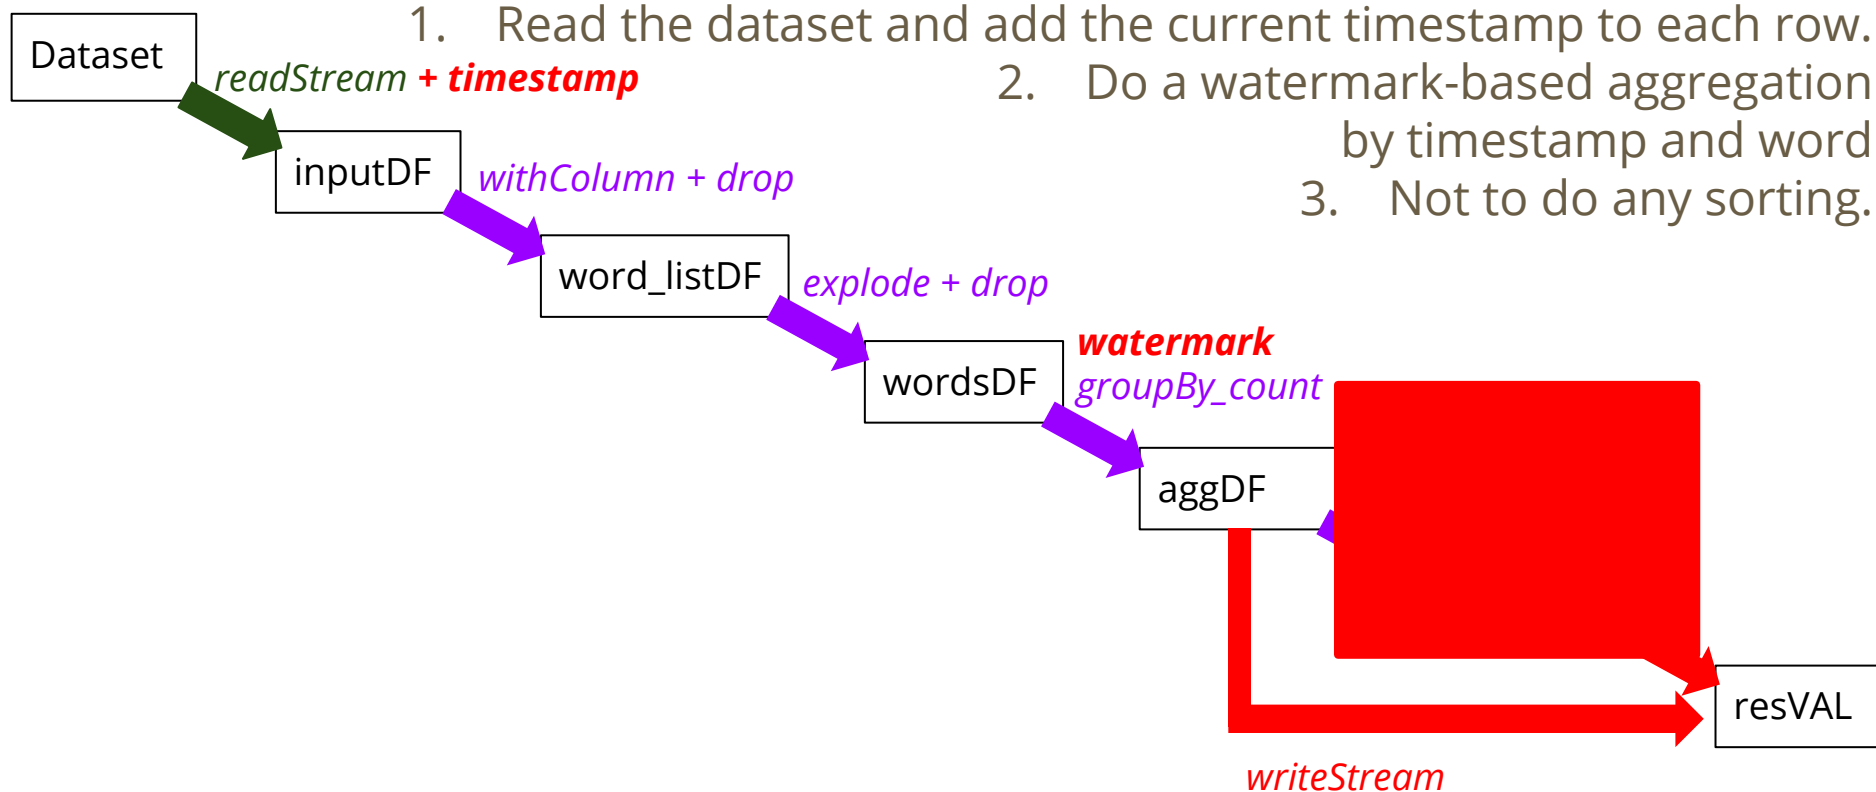 1. Read the dataset and add the current timestamp to each row.
2. Do a watermark-based aggregation
by timestamp and word
3. Not to do any sorting.
Dataset
readStream + timestamp
inputDF
withColumn + drop
word_listDF
explode + drop
wordsDF
watermark
groupBy_count
aggDF
resVAL
writeStream